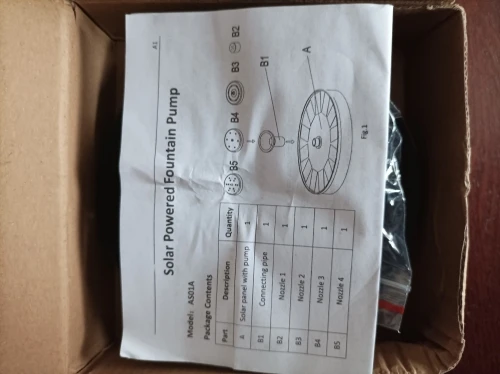 A1
Solar Powered Fountain Pump
Model: AS01A
Package Contents
Part Description Quantity
A Solar panel with pump 1
B1 Connecting pipe 1
B2 Nozzle 1 1
B3 Nozzle 2 1
B4 Nozzle 3 1
B5 Nozzle 4 1
B5 B4 B3 B2
B1
A
Fig.1